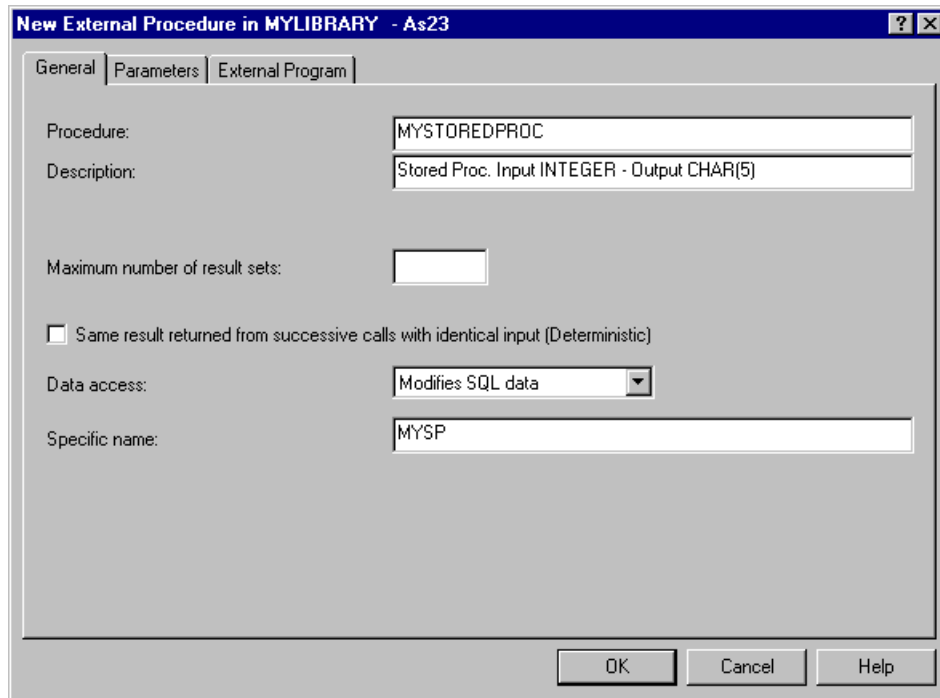 New External Procedure in MYLIBRARY - As23
General Parameters External Program
Procedure: MYSTOREDPROC
Description: Stored Proc. Input INTEGER - Output CHAR(5)
Maximum number of result sets:
Same result returned from successive calls with identical input (Deterministic)
Data access: Modifies SQL data
Specific name: MYSP
OK Cancel Help